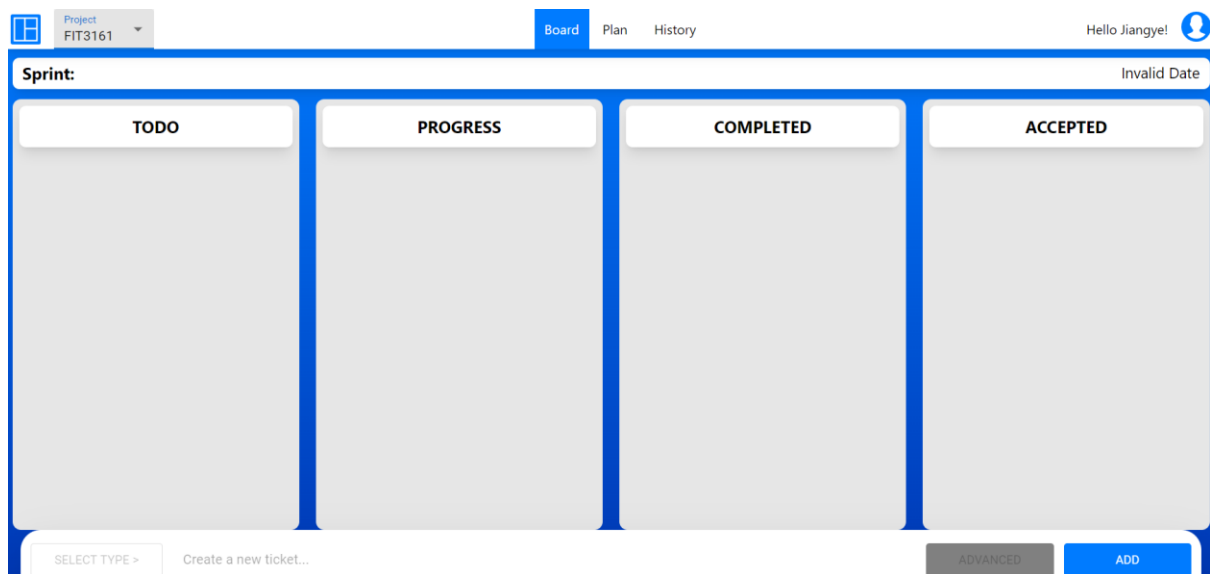 Project
FIT3161
Board Plan History
Hello Jiangye!
Sprint:
Invalid Date
TODO
PROGRESS
COMPLETED
ACCEPTED
SELECT TYPE >
Create a new ticket...
ADVANCED
ADD